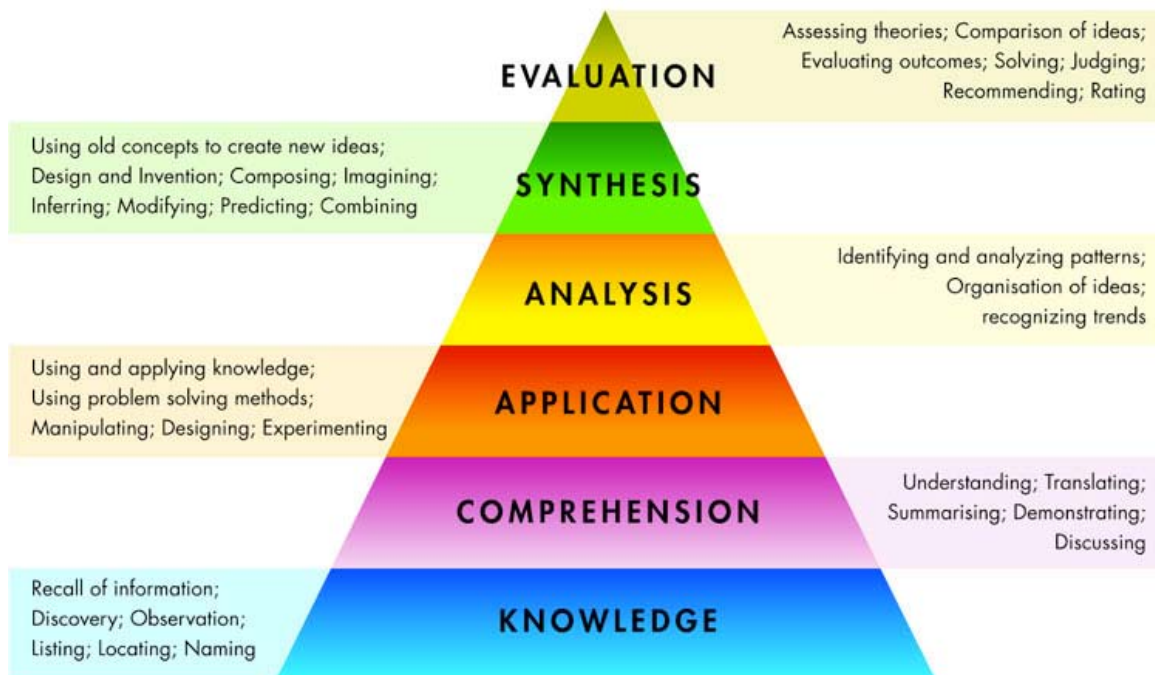 Assessing theories; Comparison of ideas;
Evaluating outcomes; Solving; Judging;
Recommending; Rating
EVALUATION
Using old concepts to create new ideas;
Design and Invention; Composing; Imagining;
Inferring; Modifying; Predicting; Combining
SYNTHESIS
Identifying and analyzing patterns;
Organisation of ideas;
recognizing trends
ANALYSIS
Using and applying knowledge;
Using problem solving methods;
Manipulating; Designing; Experimenting
APPLICATION
Understanding; Translating;
Summarising; Demonstrating;
Discussing
COMPREHENSION
Recall of information;
Discovery; Observation;
Listing; Locating; Naming
KNOWLEDGE